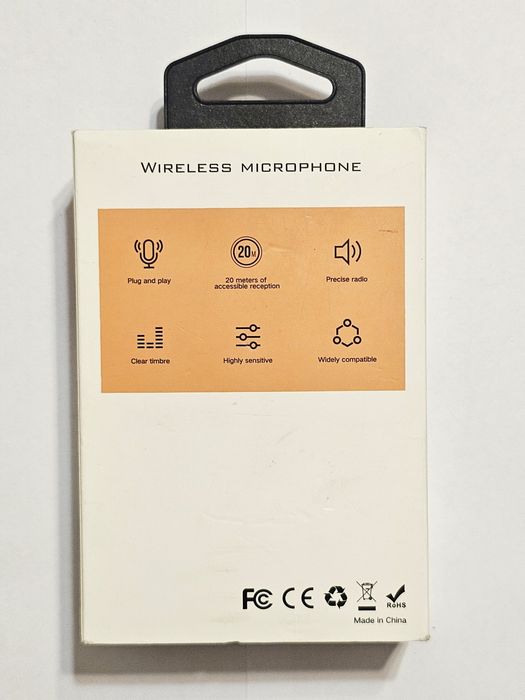 WIRELESS MICROPHONE
20M
Plug and play
20 meters of
accessible reception
Precise radio
Clear timbre
Highly sensitive
Widely compatible
FC CE RoHS
Made in China